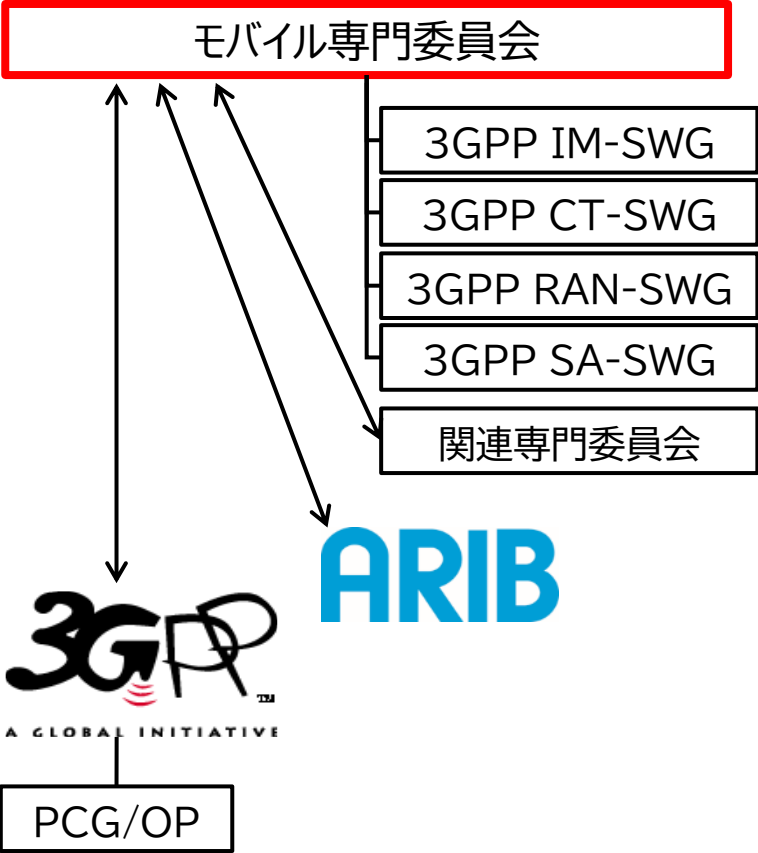 モバイル専門委員会
3GPP IM-SWG
3GPP CT-SWG
3GPP RAN-SWG
3GPP SA-SWG
関連専門委員会
ARIB
3GPP
TM
A GLOBAL INITIATIVE
PCG/OP